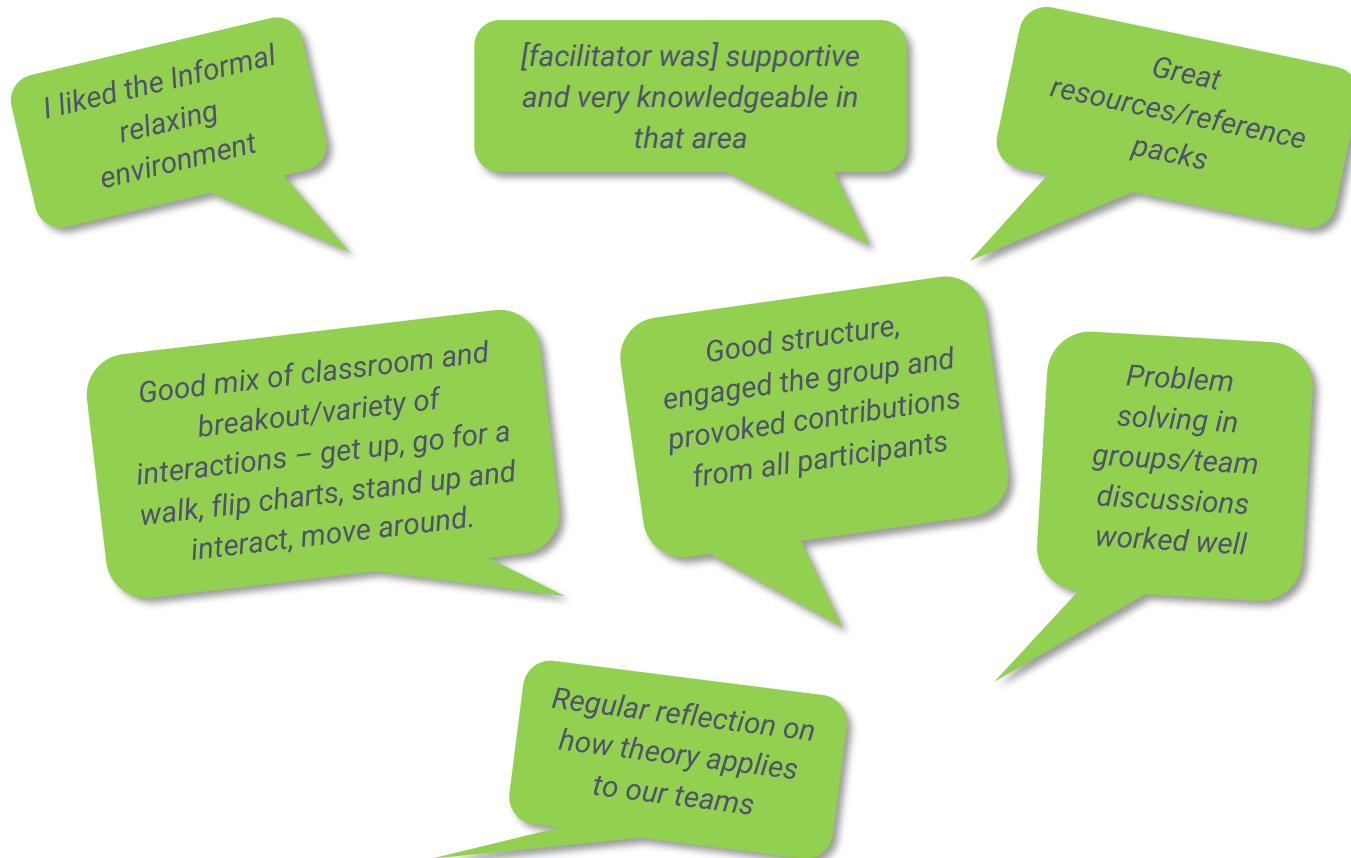 I liked the Informal
relaxing
environment
[facilitator was] supportive
and very knowledgeable in
that area
Great
resources/reference
packs
Good mix of classroom and
breakout/variety of
interactions – get up, go for a
walk, flip charts, stand up and
interact, move around.
Good structure,
engaged the group and
provoked contributions
from all participants
Problem
solving in
groups/team
discussions
worked well
Regular reflection on
how theory applies
to our teams